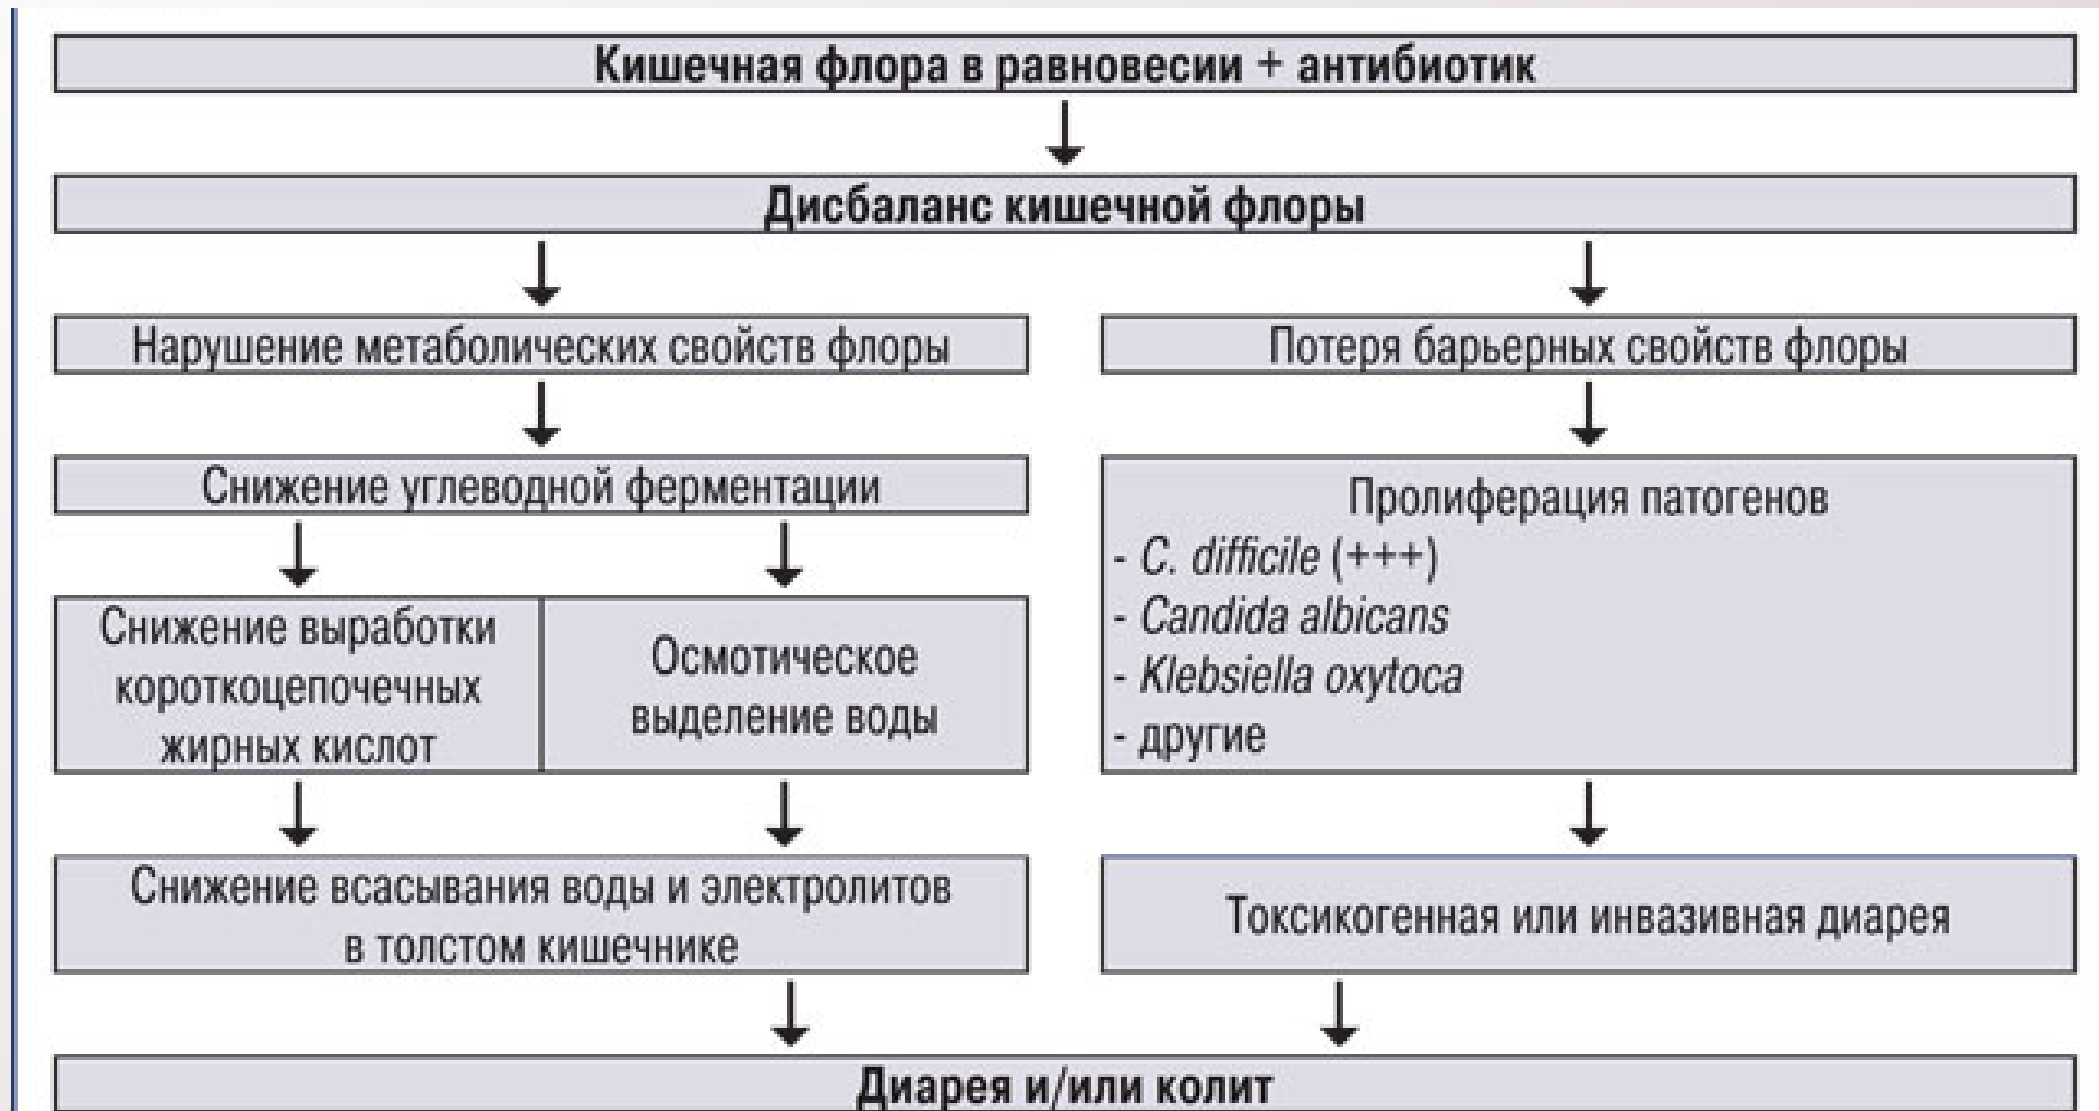 Кишечная флора в равновесии + антибиотик
Дисбаланс кишечной флоры
Нарушение метаболических свойств флоры
Потеря барьерных свойств флоры
Снижение углеводной ферментации
Пролиферация патогенов
- C. difficile (+++)
- Candida albicans
- Klebsiella oxytoca
- другие
Снижение выработки
короткоцепочечных
жирных кислот
Осмотическое
выделение воды
Снижение всасывания воды и электролитов
в толстом кишечнике
Токсикогенная или инвазивная диарея
Диарея и/или колит